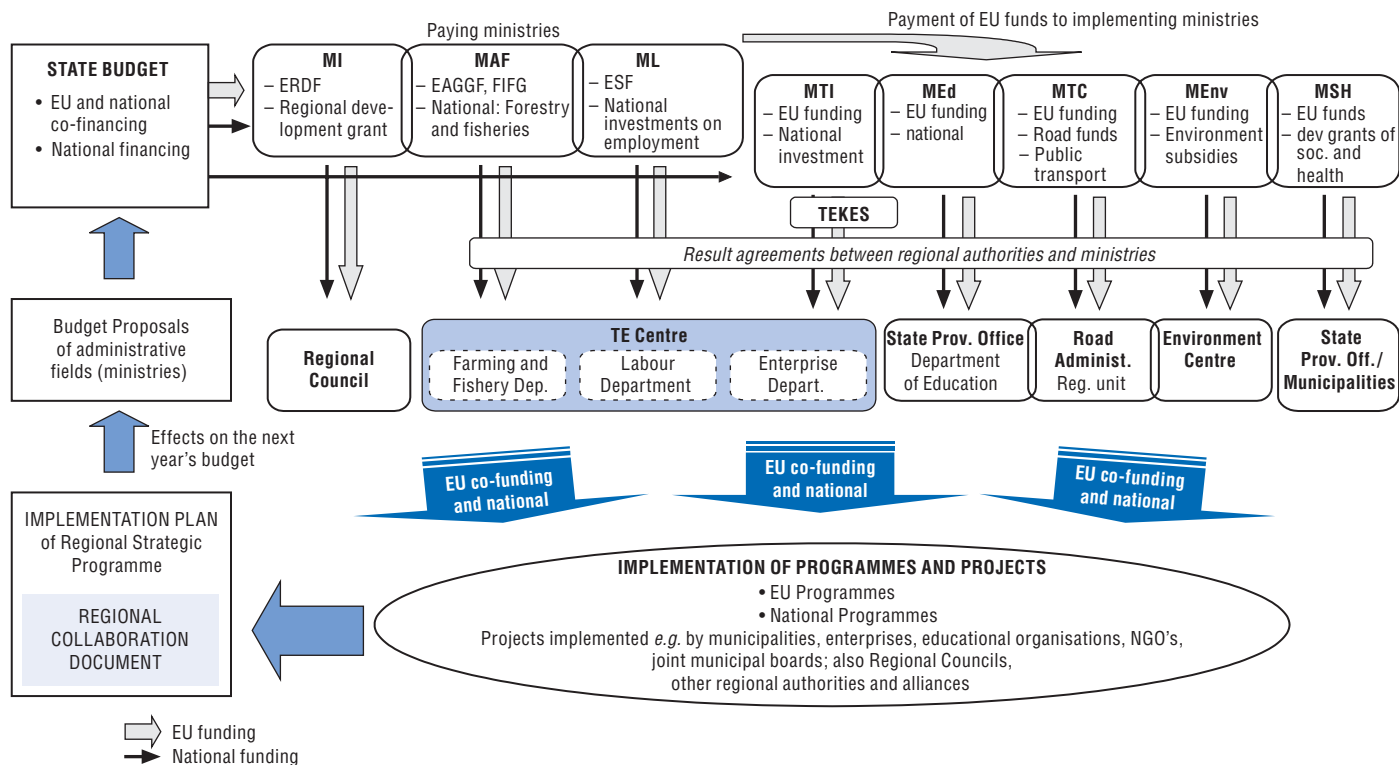 Paying ministries
Payment of EU funds to implementing ministries
STATE BUDGET
• EU and national
co-financing
• National financing
MI
– ERDF
– Regional deve-
lopment grant
MAF
– EAGGF, FIFG
– National: Forestry
and fisheries
ML
– ESF
– National
investments on
employment
MTI
– EU funding
– National
investment
MEd
– EU funding
– national
MTC
– EU funding
– Road funds
– Public
transport
MEnv
– EU funding
– Environment
subsidies
MSH
– EU funds
– dev grants of
soc. and
health
TEKES
Result agreements between regional authorities and ministries
Budget Proposals
of administrative
fields (ministries)
Regional
Council
TE Centre
Farming and
Fishery Dep.
Labour
Department
Enterprise
Depart.
State Prov. Office
Department
of Education
Road
Administ.
Reg. unit
Environment
Centre
State
Prov. Off./
Municipalities
Effects on the next
year's budget
EU co-funding
and national
EU co-funding
and national
EU co-funding
and national
IMPLEMENTATION PLAN
of Regional Strategic
Programme
REGIONAL
COLLABORATION
DOCUMENT
IMPLEMENTATION OF PROGRAMMES AND PROJECTS
• EU Programmes
• National Programmes
Projects implemented e.g. by municipalities, enterprises, educational organisations, NGO's,
joint municipal boards; also Regional Councils,
other regional authorities and alliances
EU funding
National funding